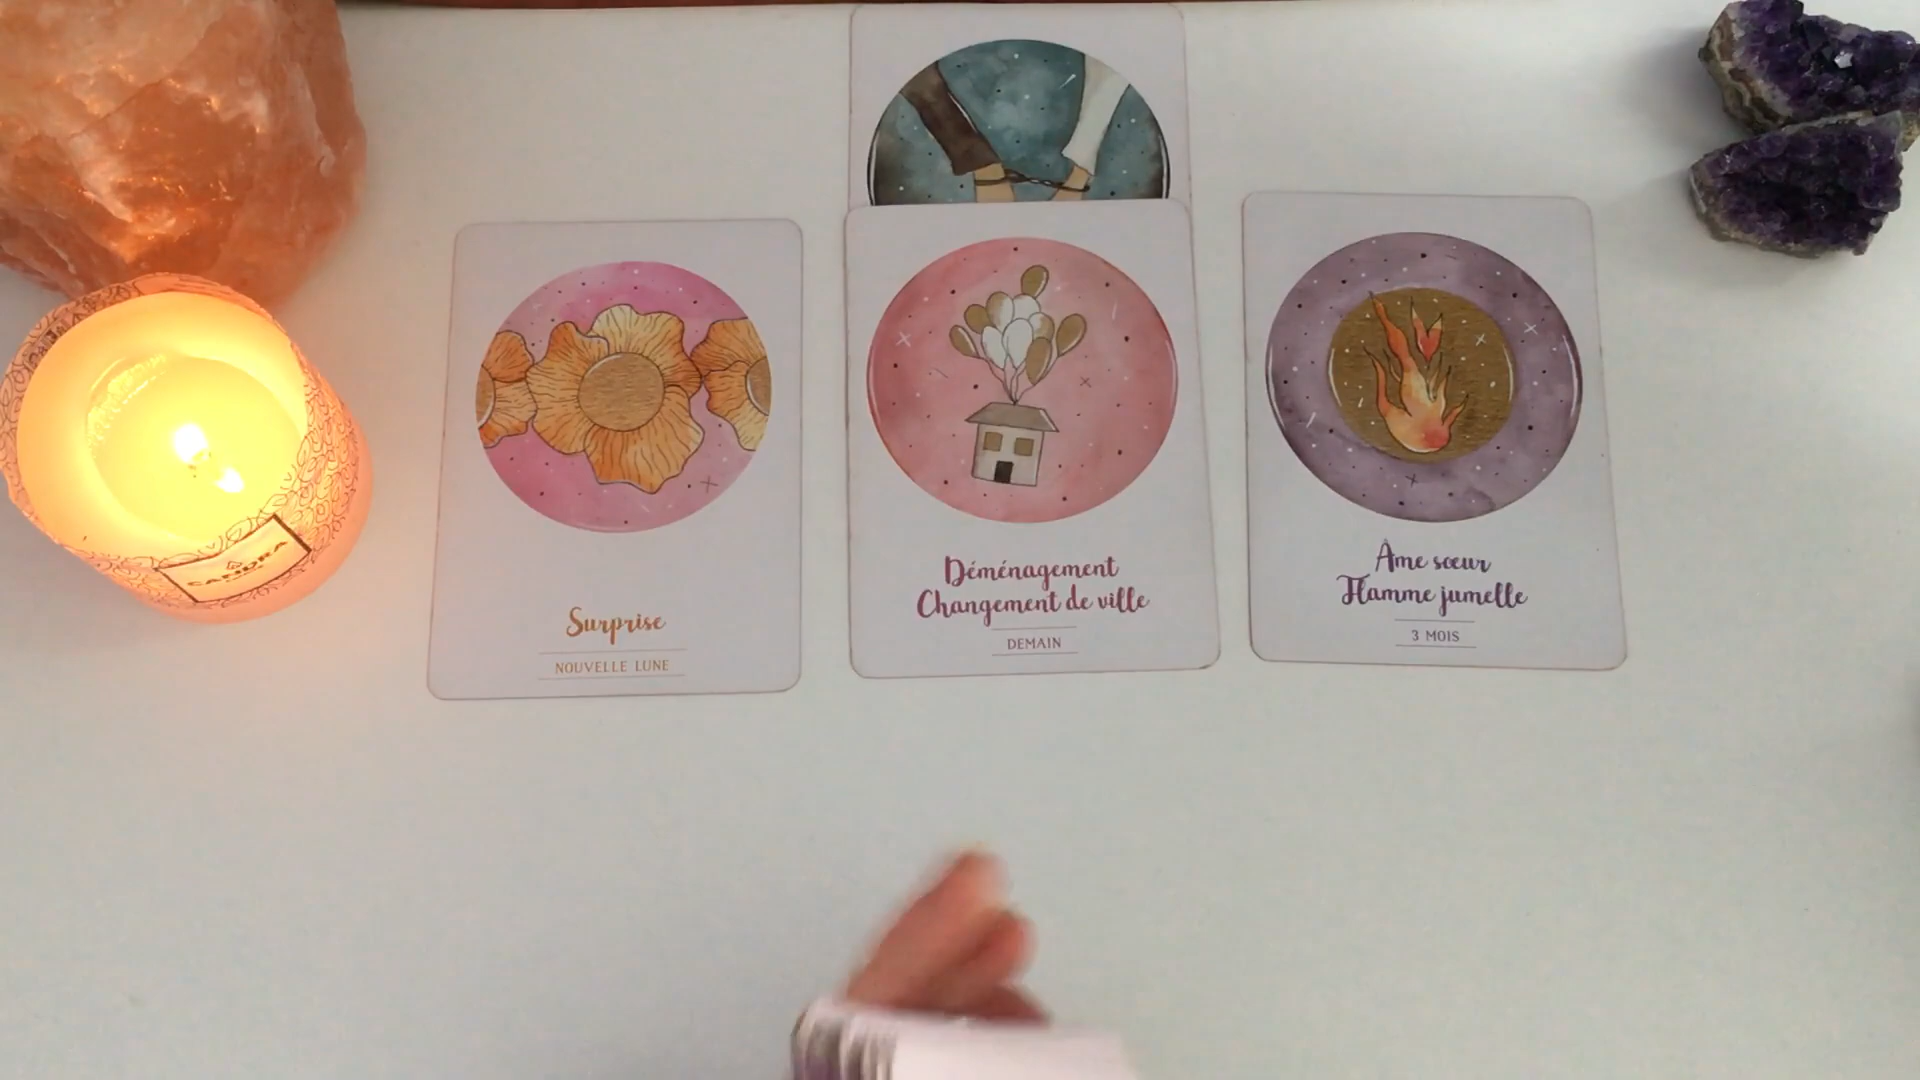 Surprise
NOUVELLE LUNE
Déménagement
Changement de ville
DEMAIN
Âme sœur
Flamme jumelle
3 MOIS